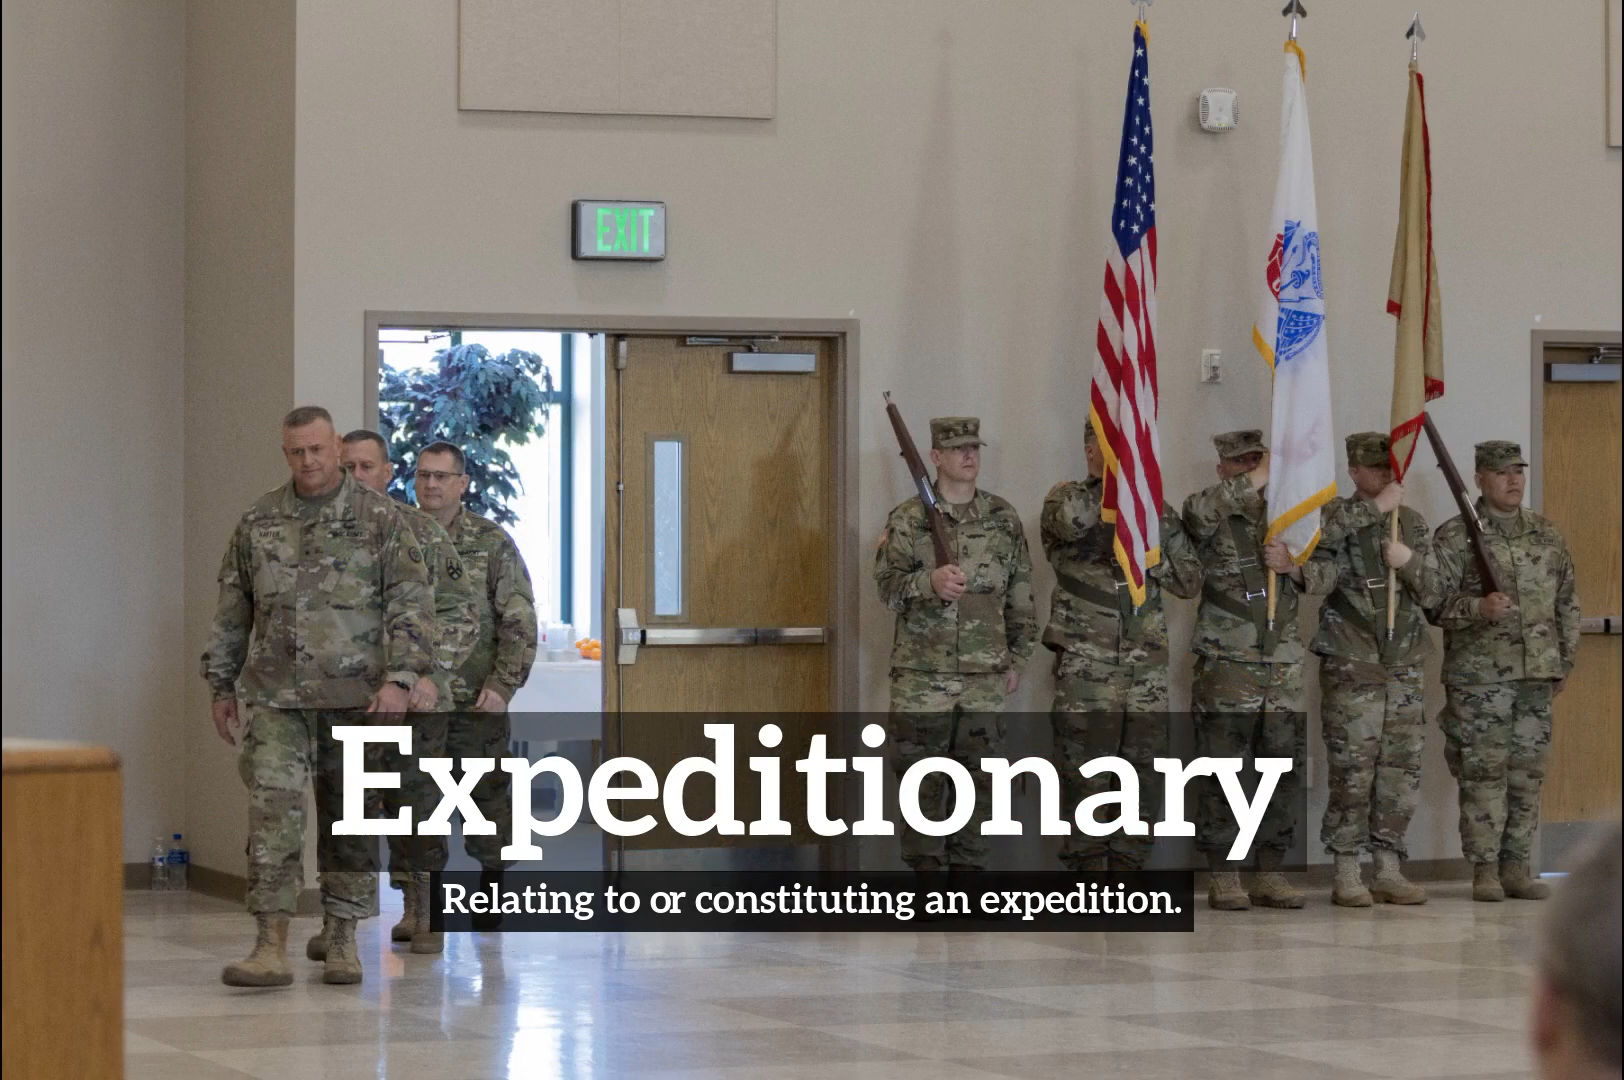 EXIT
Expeditionary
Relating to or constituting an expedition.